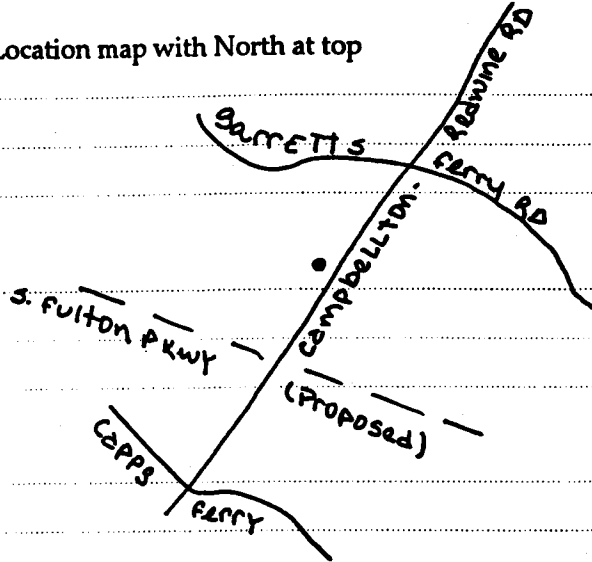 Location map with North at top
Redwine RD
garrETTS
Ferry RD
CampbeLLTon-
S. Fulton PKwy
(Proposed)
Capps
Ferry